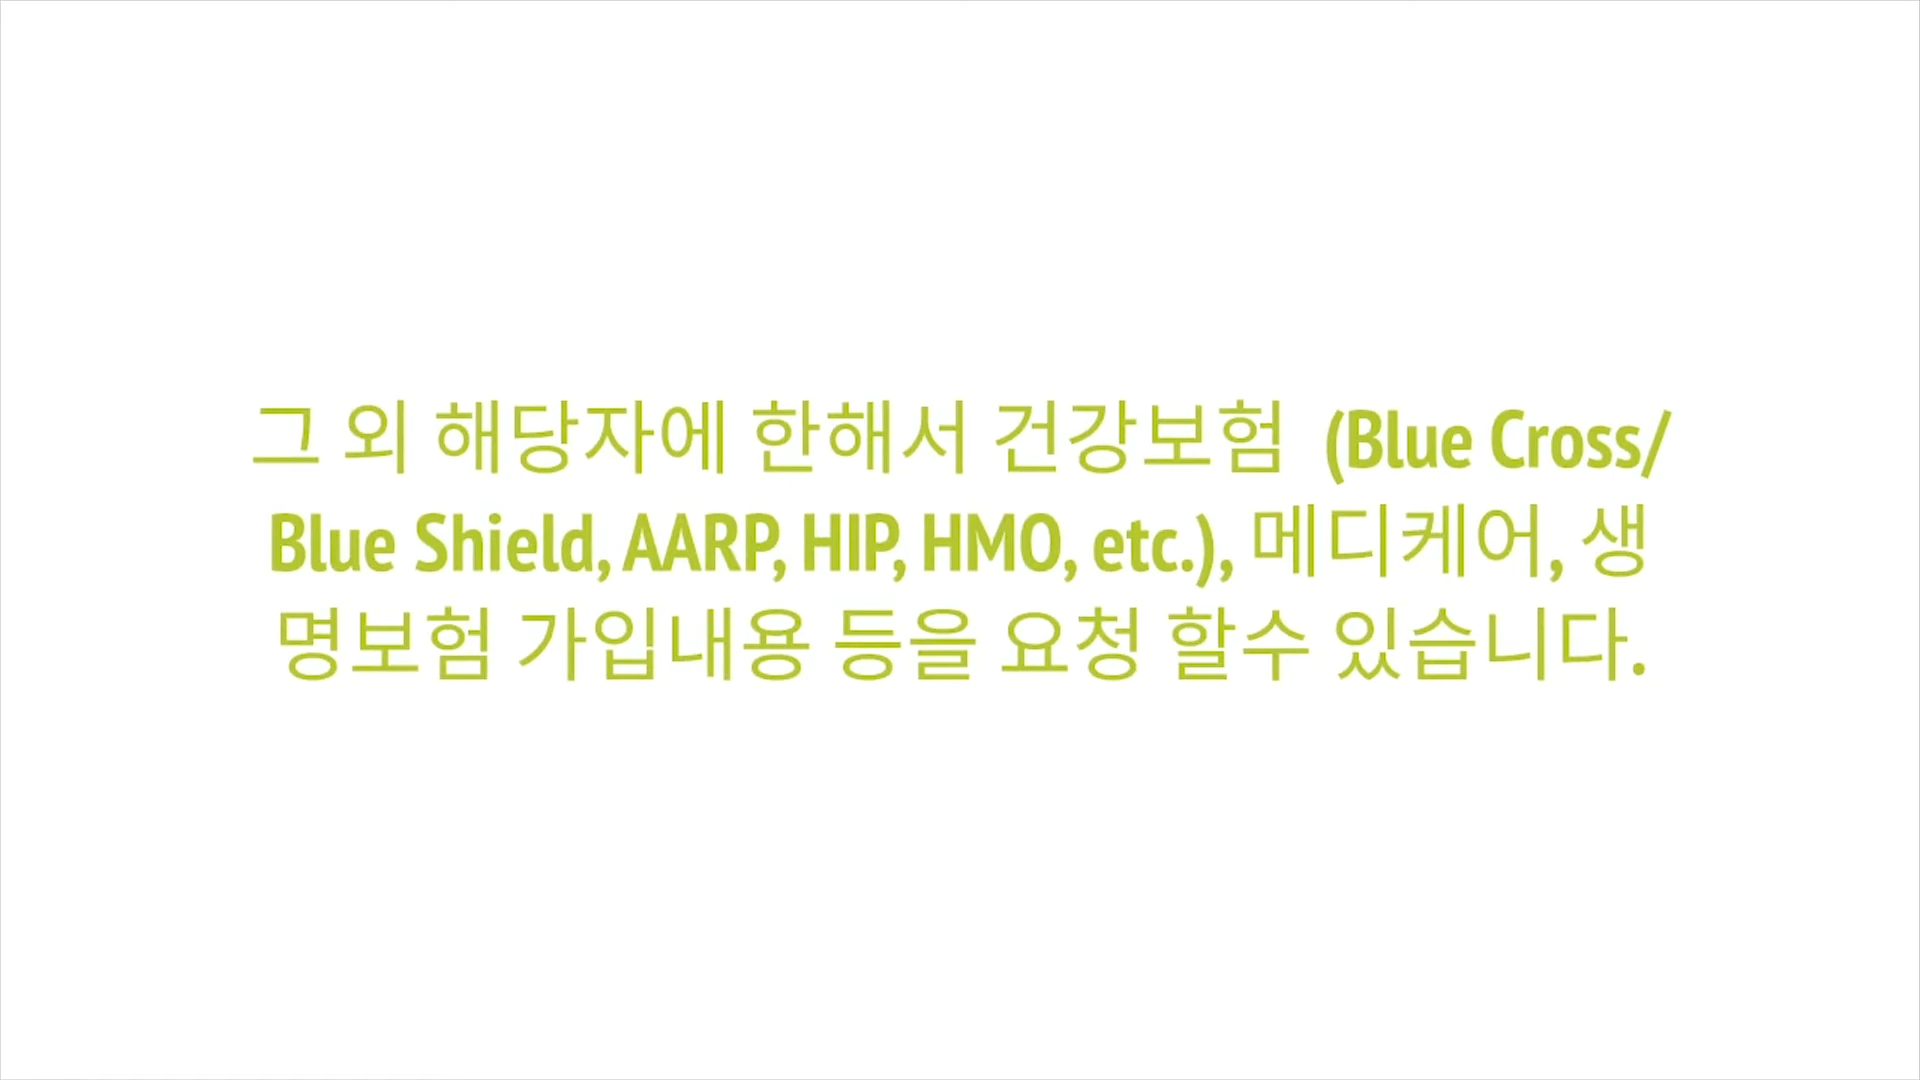 그 외 해당자에 한해서 건강보험  (Blue Cross/
Blue Shield, AARP, HIP, HMO, etc.), 메디케어, 생
명보험 가입내용 등을 요청 할수 있습니다.